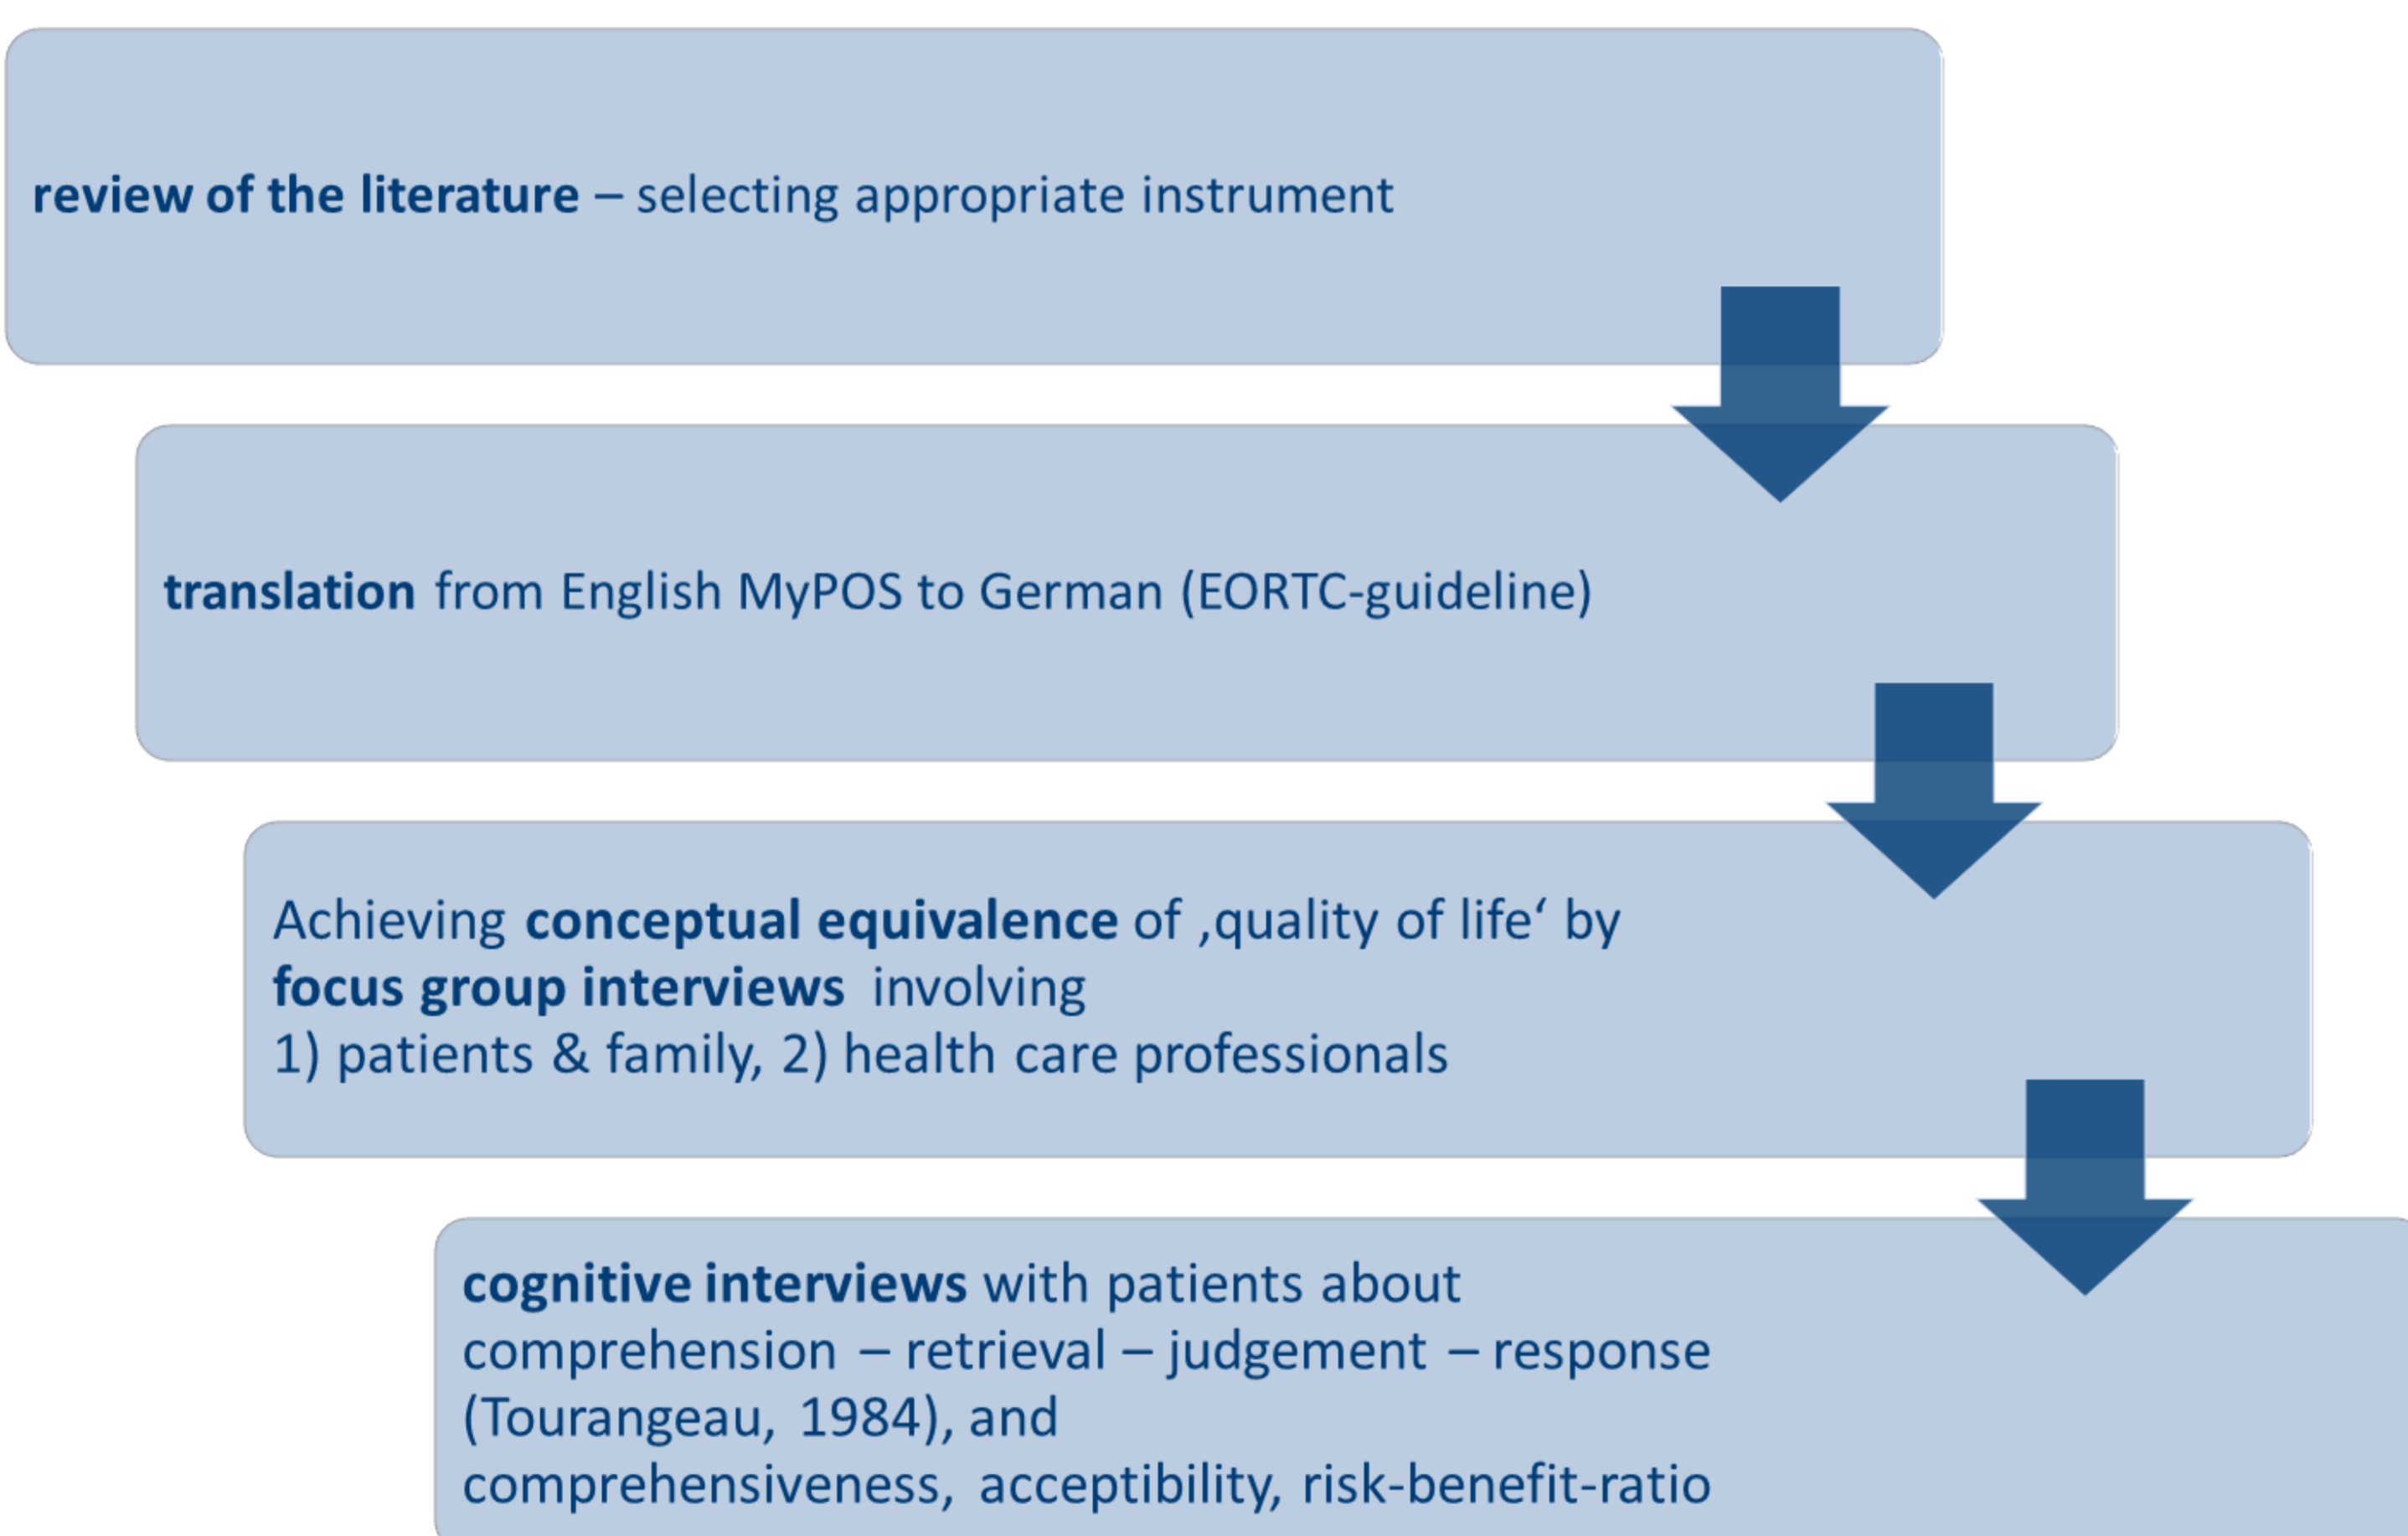 review of the literature – selecting appropriate instrument
translation from English MyPOS to German (EORTC-guideline)
Achieving conceptual equivalence of ‚quality of life‘ by
focus group interviews involving
1) patients & family, 2) health care professionals
cognitive interviews with patients about
comprehension – retrieval – judgement – response
(Tourangeau, 1984), and
comprehensiveness, acceptibility, risk-benefit-ratio